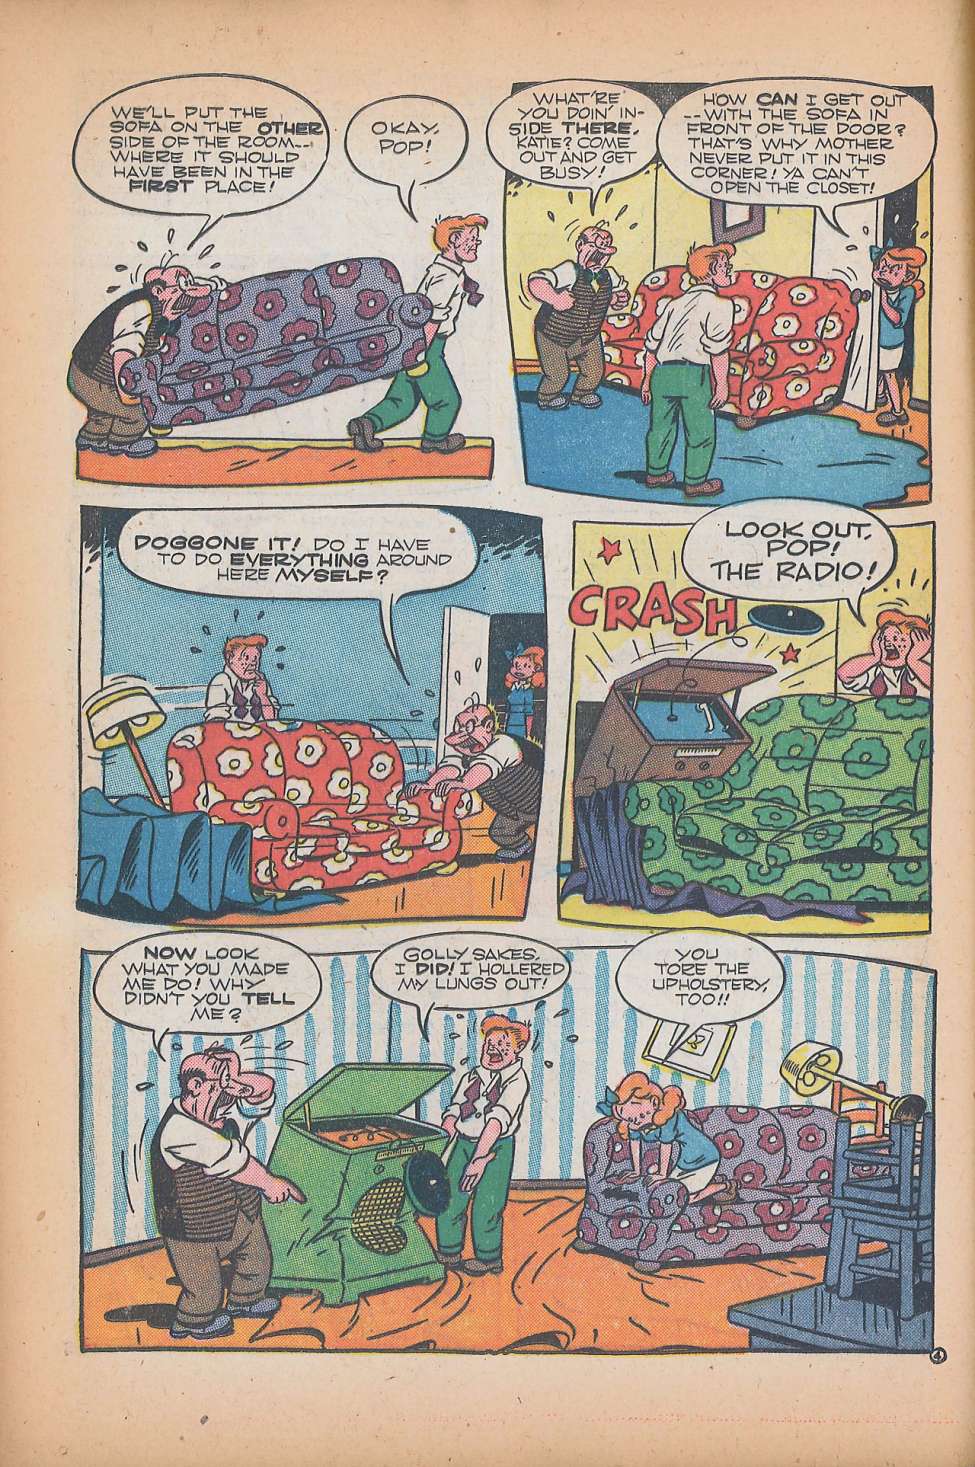 WE'LL PUT THE
SOFA ON THE OTHER
SIDE OF THE ROOM--
WHERE IT SHOULD
HAVE BEEN IN THE
FIRST PLACE!
OKAY,
POP!
WHAT'RE
YOU DOIN' IN-
SIDE THERE,
KATIE? COME
OUT AND GET
BUSY!
HOW CAN I GET OUT
--WITH THE SOFA IN
FRONT OF THE DOOR?
THAT'S WHY MOTHER
NEVER PUT IT IN THIS
CORNER! YA CAN'T
OPEN THE CLOSET!
DOGGONE IT! DO I HAVE
TO DO EVERYTHING AROUND
HERE MYSELF?
LOOK OUT,
POP!
THE RADIO!
CRASH
NOW LOOK
WHAT YOU MADE
ME DO! WHY
DIDN'T YOU TELL
ME?
GOLLY SAKES,
I DID! I HOLLERED
MY LUNGS OUT!
YOU
TORE THE
UPHOLSTERY,
TOO!!
4